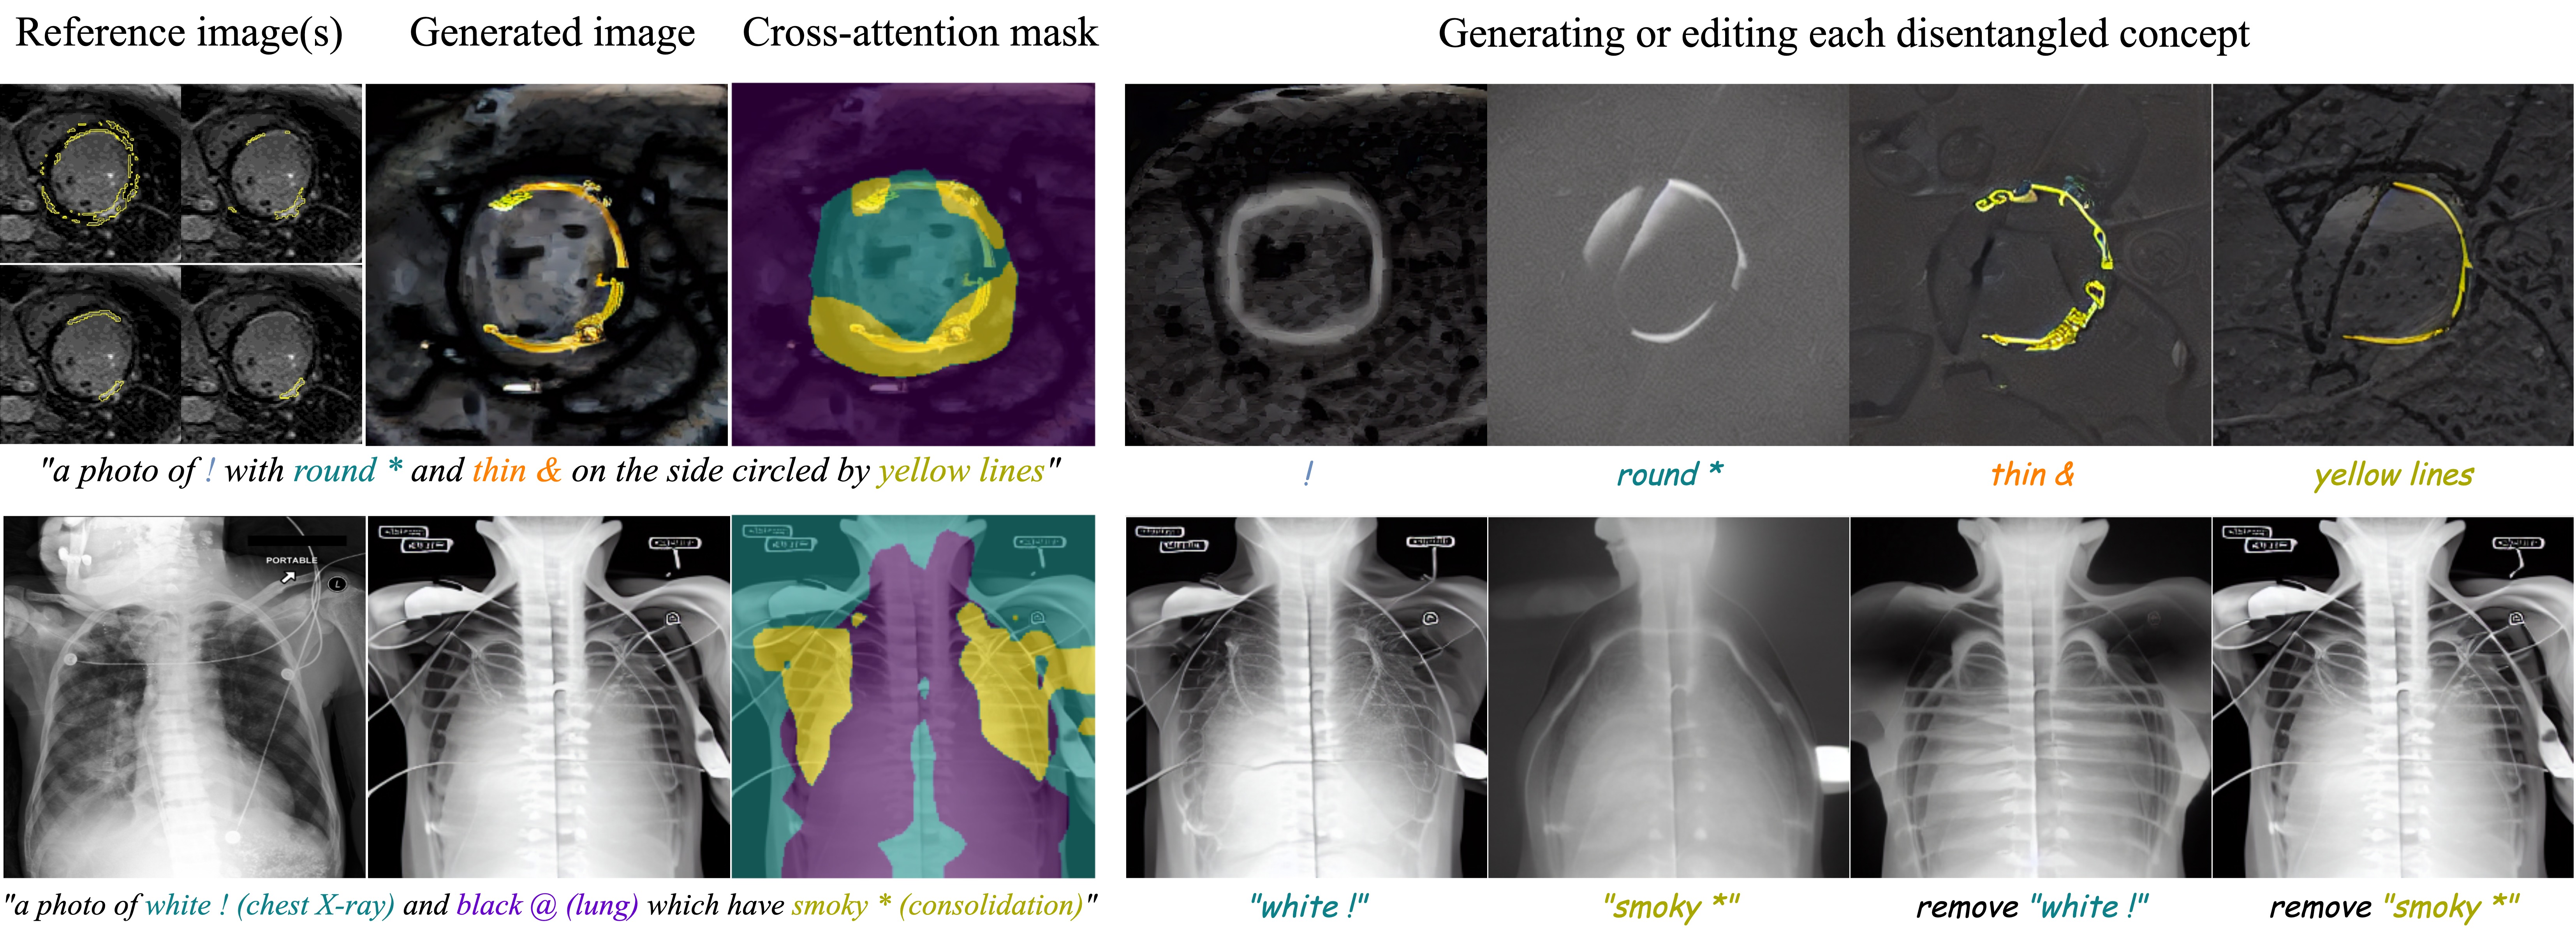 Reference image(s) Generated image Cross-attention mask Generating or editing each disentangled concept
"a photo of ! with round * and thin & on the side circled by yellow lines" ! round * thin & yellow lines
PORTABLE
L
"a photo of white ! (chest X-ray) and black @ (lung) which have smoky * (consolidation)" "white !" "smoky *" remove "white !" remove "smoky *"